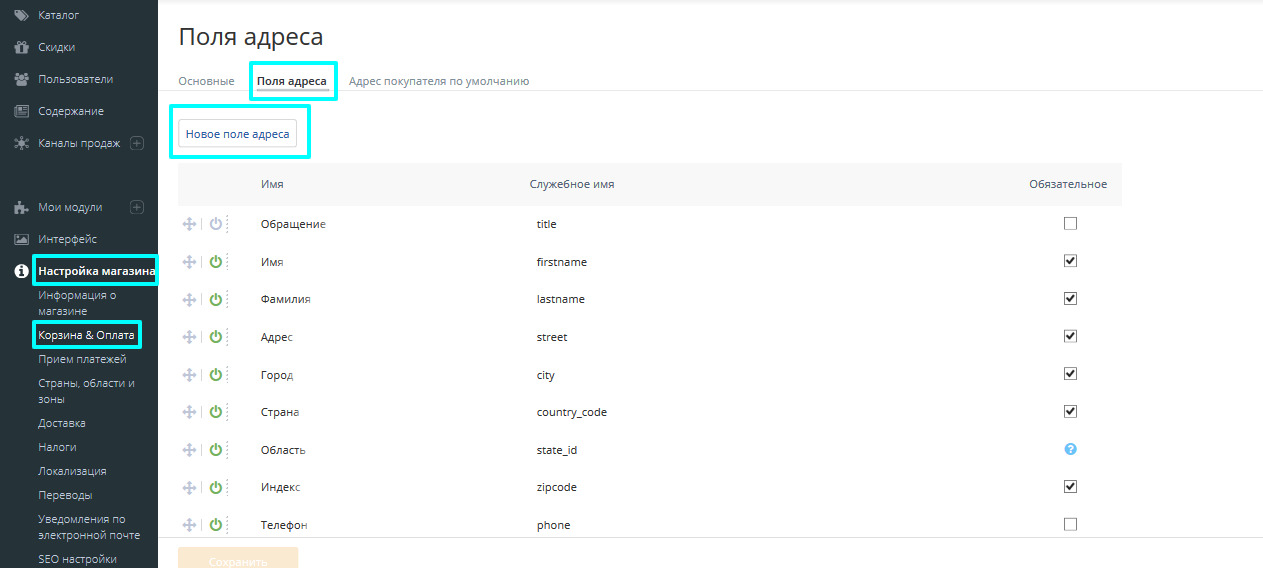 Каталог
Скидки
Пользователи
Содержание
Каналы продаж
Мои модули
Интерфейс
Настройка магазина
Информация о
магазине
Корзина & Оплата
Прием платежей
Страны, области и
зоны
Доставка
Налоги
Локализация
Переводы
Уведомления по
электронной почте
SEO настройки
Поля адреса
Основные Поля адреса Адрес покупателя по умолчанию
Новое поле адреса
Имя Служебное имя Обязательное
Обращение title
Имя firstname
Фамилия lastname
Адрес street
Город city
Страна country_code
Область state_id ?
Индекс zipcode
Телефон phone
Сохранить